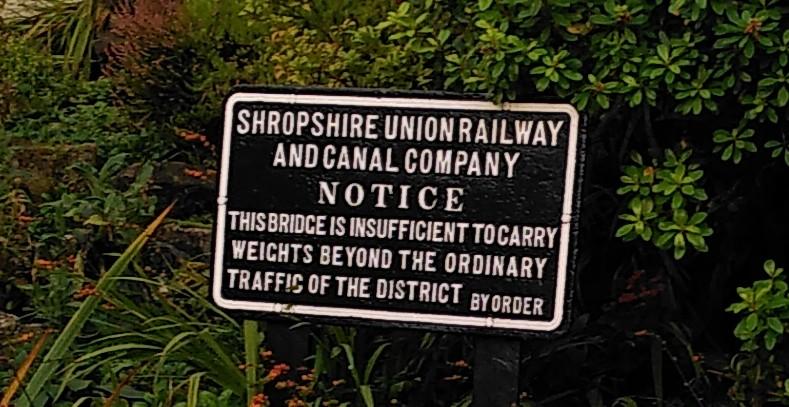 SHROPSHIRE UNION RAILWAY
AND CANAL COMPANY
NOTICE
THIS BRIDGE IS INSUFFICIENT TO CARRY
WEIGHTS BEYOND THE ORDINARY
TRAFFIC OF THE DISTRICT BY ORDER